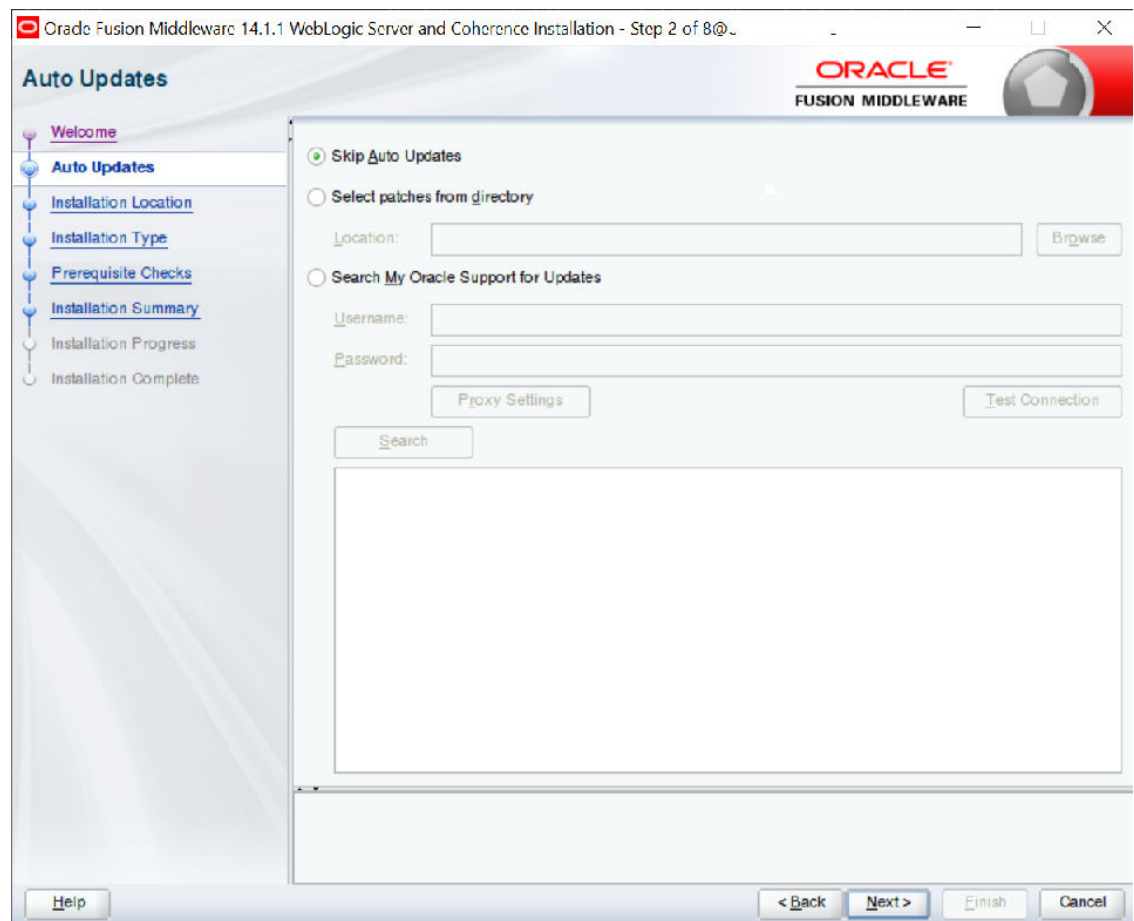 Oracle Fusion Middleware 14.1.1 WebLogic Server and Coherence Installation - Step 2 of 8@
Auto Updates
ORACLE
FUSION MIDDLEWARE
Welcome
Auto Updates
Installation Location
Installation Type
Prerequisite Checks
Installation Summary
Installation Progress
Installation Complete
Skip Auto Updates
Select patches from directory
Location:
Browse
Search My Oracle Support for Updates
Username:
Password:
Proxy Settings
Test Connection
Search
Help
< Back
Next >
Finish
Cancel